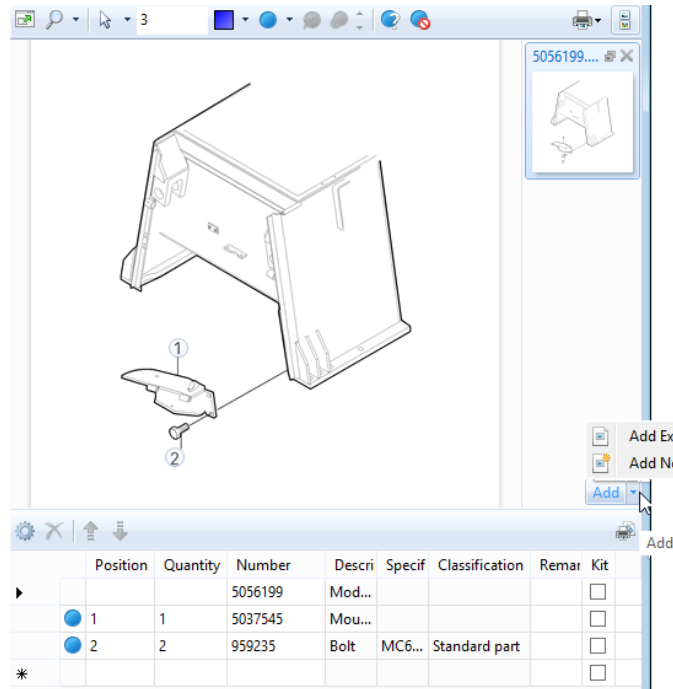 3
5056199....
1
2
Add Ex
Add Ne
Add
Add
Position Quantity Number Descri Specif Classification Remar Kit
5056199 Mod...
1 1 5037545 Mou...
2 2 959235 Bolt MC6... Standard part